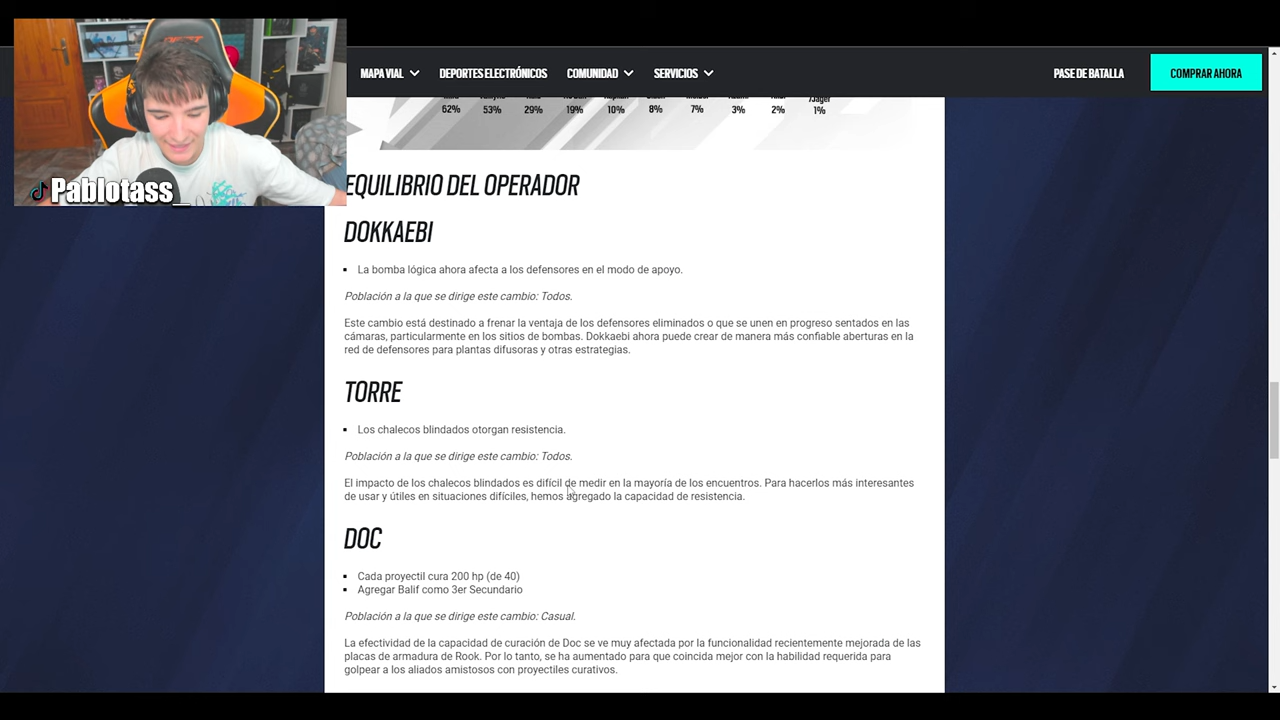 MAPA VIAL
DEPORTES ELECTRÓNICOS
COMUNIDAD
SERVICIOS
PASE DE BATALLA
COMPRAR AHORA
62% 53% 29% 19% 10% 8% 7% 3% 2% 1%
Pablotass_
EQUILIBRIO DEL OPERADOR
DOKKAEBI
▪ La bomba lógica ahora afecta a los defensores en el modo de apoyo.
Población a la que se dirige este cambio: Todos.
Este cambio está destinado a frenar la ventaja de los defensores eliminados o que se unen en progreso sentados en las
cámaras, particularmente en los sitios de bombas. Dokkaebi ahora puede crear de manera más confiable aberturas en la
red de defensores para plantas difusoras y otras estrategias.
TORRE
▪ Los chalecos blindados otorgan resistencia.
Población a la que se dirige este cambio: Todos.
El impacto de los chalecos blindados es difícil de medir en la mayoría de los encuentros. Para hacerlos más interesantes
de usar y útiles en situaciones difíciles, hemos agregado la capacidad de resistencia.
DOC
▪ Cada proyectil cura 200 hp (de 40)
▪ Agregar Balif como 3er Secundario
Población a la que se dirige este cambio: Casual.
La efectividad de la capacidad de curación de Doc se ve muy afectada por la funcionalidad recientemente mejorada de las
placas de armadura de Rook. Por lo tanto, se ha aumentado para que coincida mejor con la habilidad requerida para
golpear a los aliados amistosos con proyectiles curativos.